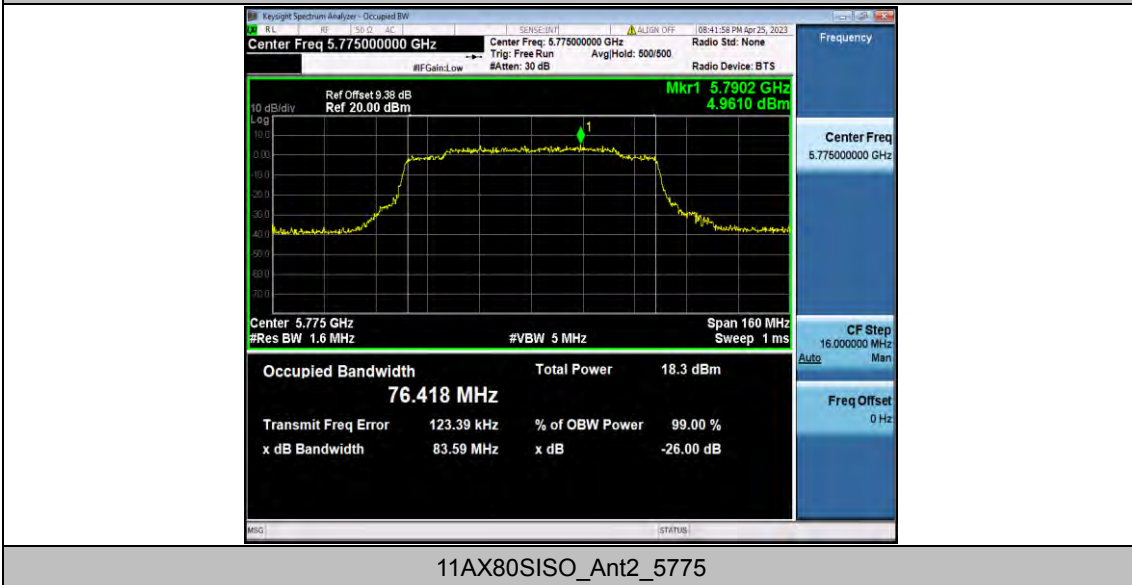 Keysight Spectrum Analyzer - Occupied BW
RL RF 50 Ω AC SENSE:INT ALIGN OFF 08:41:58 PM Apr 25, 2023
Center Freq 5.775000000 GHz
Center Freq: 5.775000000 GHz Radio Std: None
Trig: Free Run Avg|Hold: 500/500
#IFGain:Low #Atten: 30 dB Radio Device: BTS
Frequency
Mkr1 5.7902 GHz
4.9610 dBm
Ref Offset 9.38 dB
10 dB/div Ref 20.00 dBm
Log
10.0
0.00
-10.0
-20.0
-30.0
-40.0
-50.0
-60.0
-70.0
1
Center 5.775 GHz Span 160 MHz
#Res BW 1.6 MHz #VBW 5 MHz Sweep 1 ms
Center Freq
5.775000000 GHz
CF Step
16.000000 MHz
Auto Man
Freq Offset
0 Hz
Occupied Bandwidth Total Power 18.3 dBm
76.418 MHz
Transmit Freq Error 123.39 kHz % of OBW Power 99.00 %
x dB Bandwidth 83.59 MHz x dB -26.00 dB
MSG STATUS
11AX80SISO_Ant2_5775